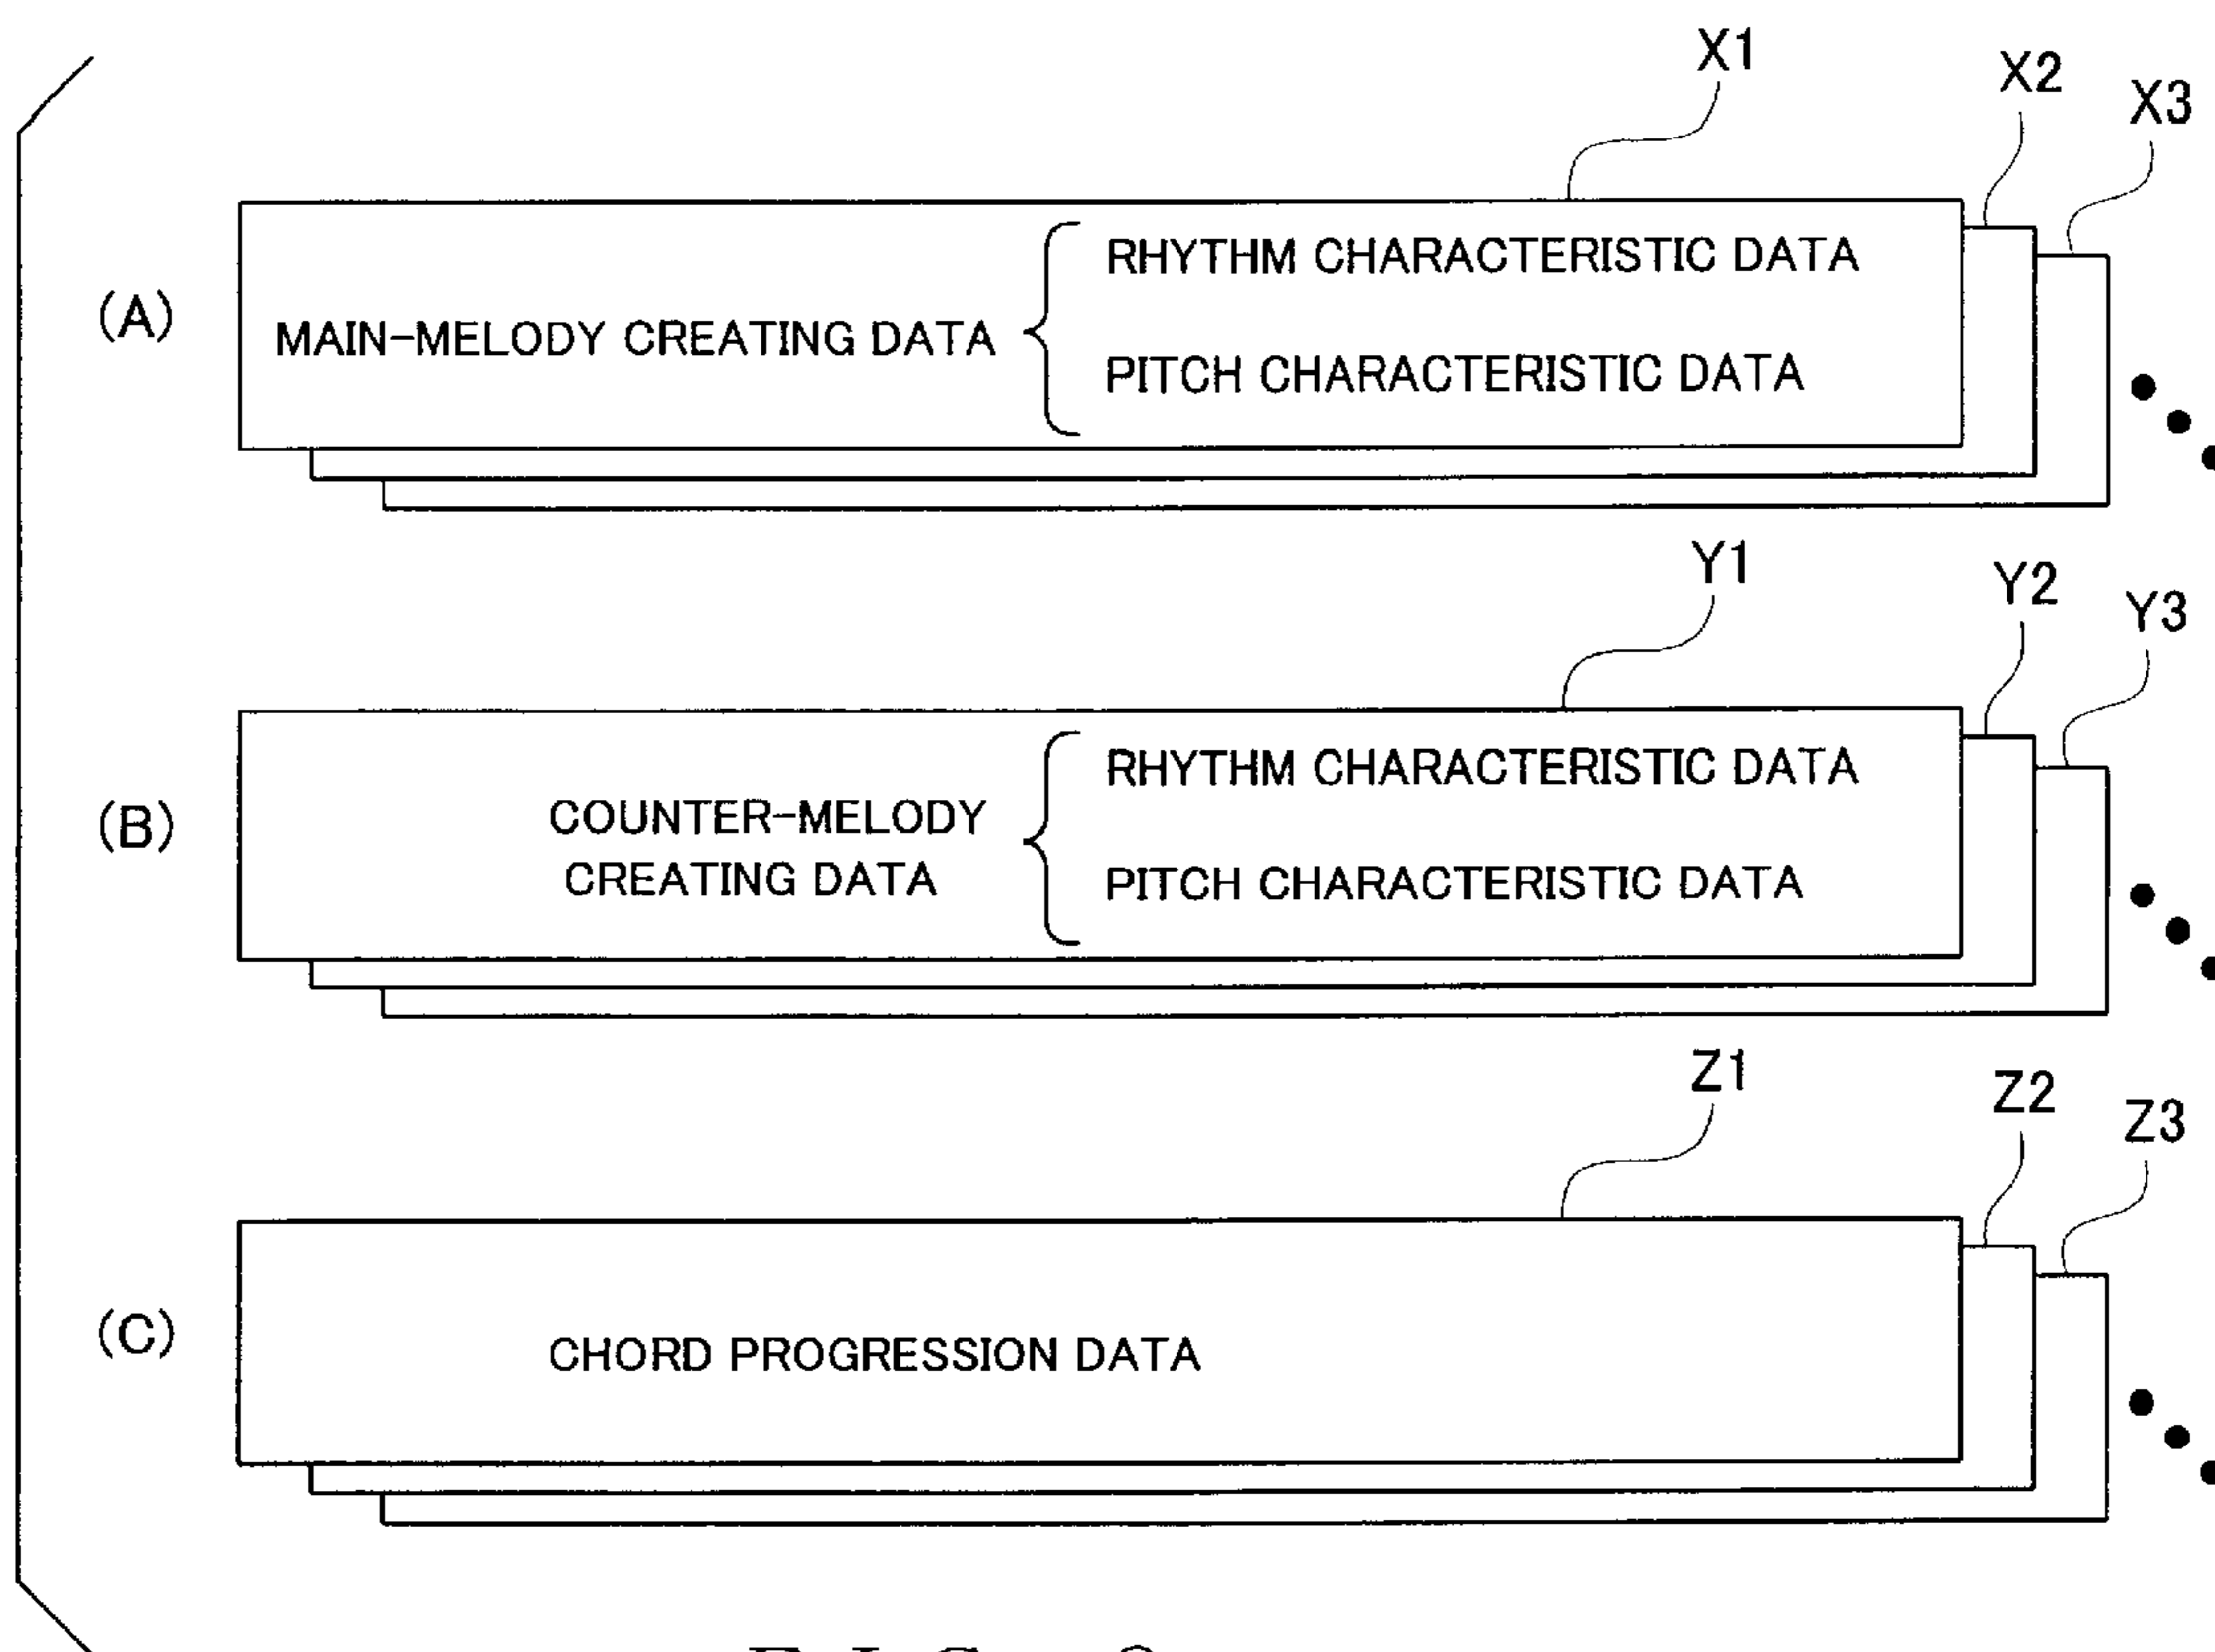 X1
X2
X3
(A)
MAIN-MELODY CREATING DATA
RHYTHM CHARACTERISTIC DATA
PITCH CHARACTERISTIC DATA
Y1
Y2
Y3
(B)
COUNTER-MELODY
CREATING DATA
RHYTHM CHARACTERISTIC DATA
PITCH CHARACTERISTIC DATA
Z1
Z2
Z3
(C)
CHORD PROGRESSION DATA